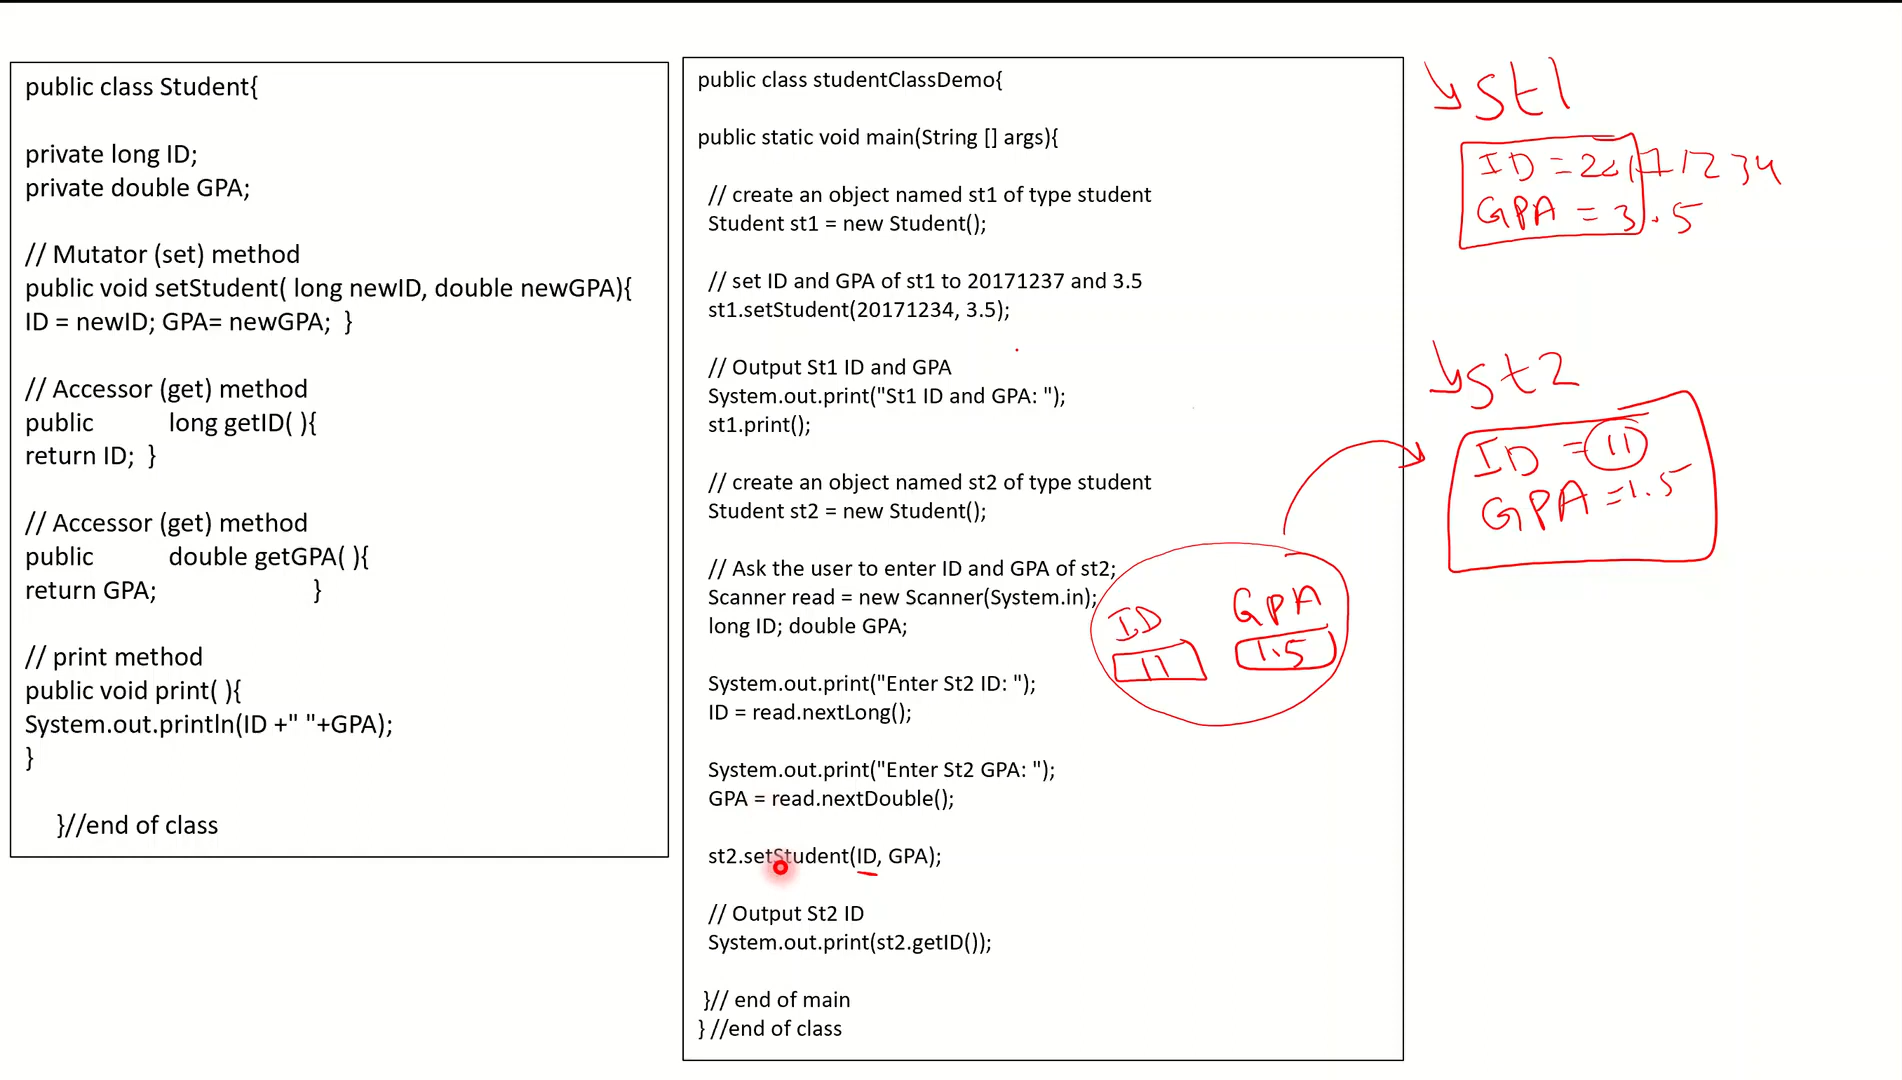 public class Student{
private long ID;
private double GPA;
// Mutator (set) method
public void setStudent( long newID, double newGPA){
ID = newID; GPA= newGPA;  }
// Accessor (get) method
public long getID( ){
return ID;  }
// Accessor (get) method
public double getGPA( ){
return GPA; }
// print method
public void print( ){
System.out.println(ID +" "+GPA);
}
}//end of class
public class studentClassDemo{
public static void main(String [] args){
// create an object named st1 of type student
Student st1 = new Student();
// set ID and GPA of st1 to 20171237 and 3.5
st1.setStudent(20171234, 3.5);
// Output St1 ID and GPA
System.out.print("St1 ID and GPA: ");
st1.print();
// create an object named st2 of type student
Student st2 = new Student();
// Ask the user to enter ID and GPA of st2;
Scanner read = new Scanner(System.in);
long ID; double GPA;
System.out.print("Enter St2 ID: ");
ID = read.nextLong();
System.out.print("Enter St2 GPA: ");
GPA = read.nextDouble();
st2.setStudent(ID, GPA);
// Output St2 ID
System.out.print(st2.getID());
}// end of main
} //end of class
ID GPA
11 1.5
st1
ID = 20171234
GPA = 3.5
st2
ID = 11
GPA = 1.5